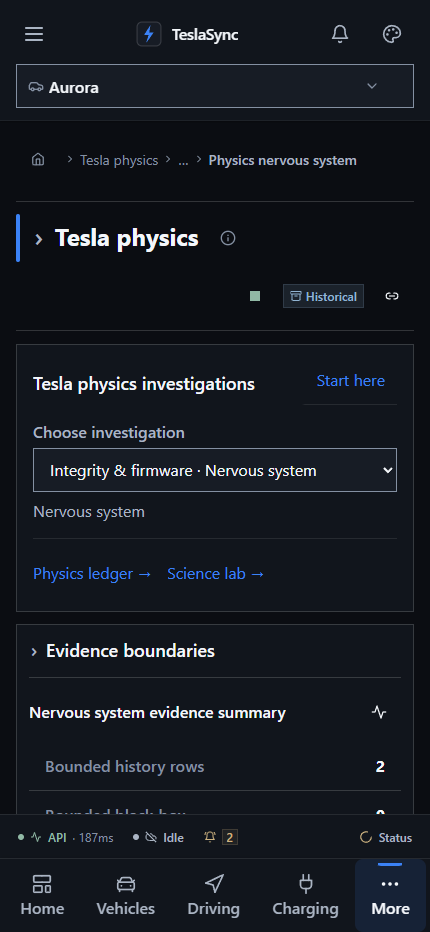 TeslaSync
Aurora
Tesla physics ... Physics nervous system
Tesla physics
Historical
Tesla physics investigations
Start here
Choose investigation
Integrity & firmware · Nervous system
Nervous system
Physics ledger → Science lab →
Evidence boundaries
Nervous system evidence summary
Bounded history rows 2
API · 187ms Idle 2 Status
Home Vehicles Driving Charging More